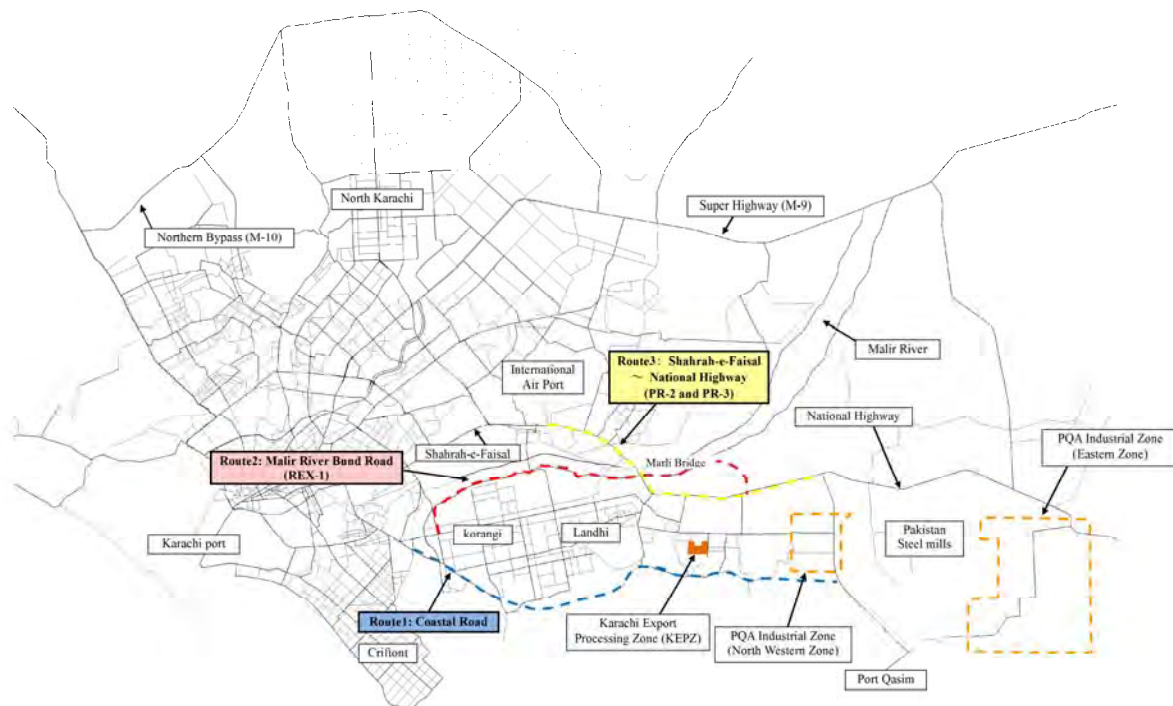 North Karachi
Super Highway (M-9)
Northern Bypass (M-10)
Malir River
Route3: Shahrah-e-Faisal
～ National Highway
(PR-2 and PR-3)
International
Air Port
National Highway
PQA Industrial Zone
(Eastern Zone)
Shahrah-e-Faisal
Marli Bridge
Route2: Malir River Bund Road
(REX-1)
korangi
Landhi
Pakistan
Steel mills
Karachi port
Route1: Coastal Road
Karachi Export
Processing Zone (KEPZ)
PQA Industrial Zone
(North Western Zone)
Criftont
Port Qasim